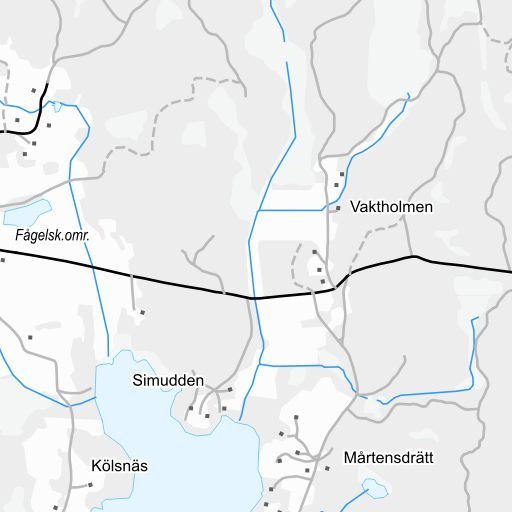 Vaktholmen
Fågelsk.omr.
Simudden
Mårtensdrätt
Kölsnäs